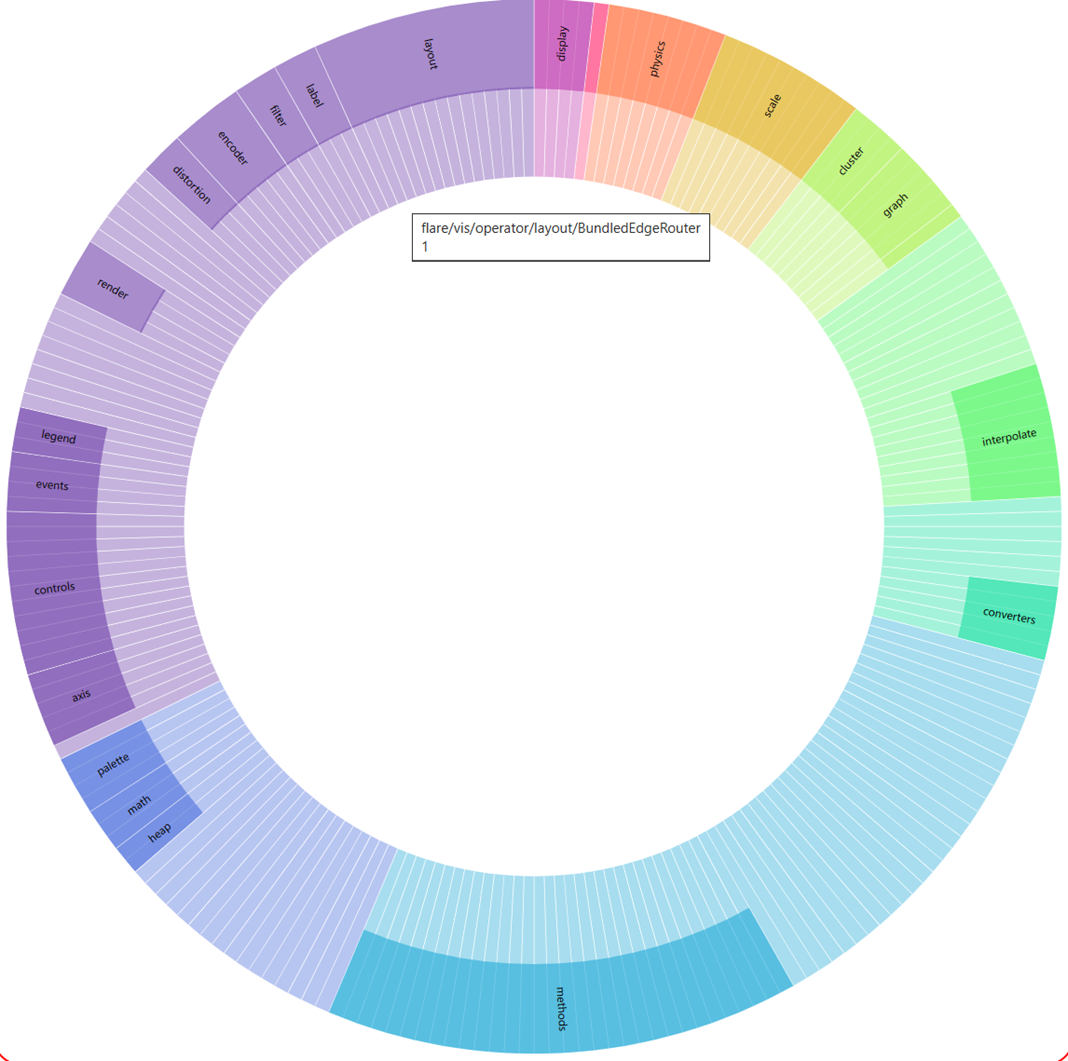 display
physics
scale
cluster
graph
interpolate
converters
methods
heap
math
palette
axis
controls
events
legend
render
distortion
encoder
filter
label
layout
flare/vis/operator/layout/BundledEdgeRouter
1